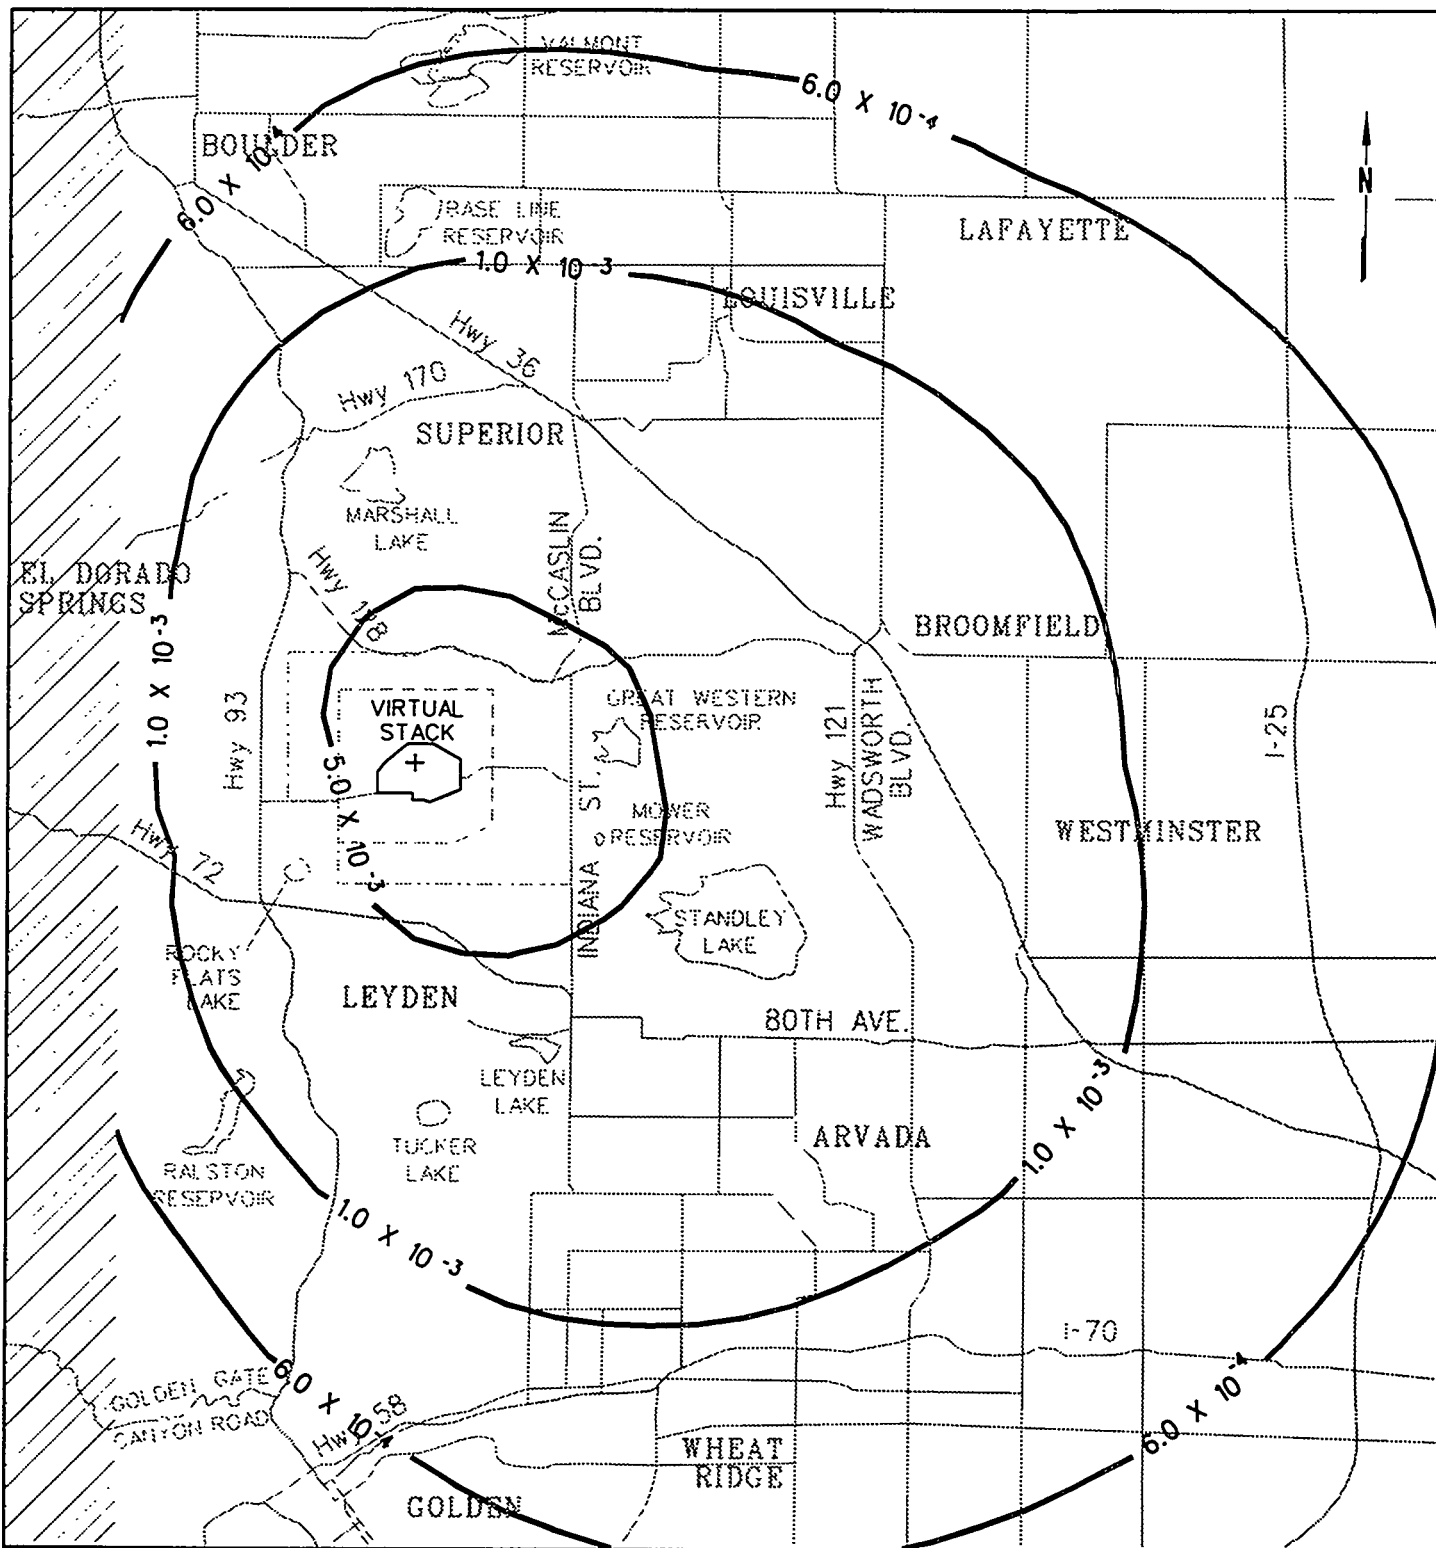 VALMONT
RESERVOIR
6.0 X 10 -4
BOULDER
6.0 X 10 -4
N
BASE LINE
RESERVOIR
LAFAYETTE
1.0 X 10 -3
LOUISVILLE
Hwy 36
Hwy 170
SUPERIOR
MARSHALL
LAKE
McCASLIN
BLVD.
EL DORADO
SPRINGS
Hwy 128
BROOMFIELD
1.0 X 10 -3
Hwy 93
VIRTUAL
STACK
GREAT WESTERN
RESERVOIR
Hwy 121
WADSWORTH
BLVD.
I-25
5.0 X 10 -3
INDIANA ST.
MOWER
RESERVOIR
WESTMINSTER
Hwy 72
STANDLEY
LAKE
ROCKY
FLATS
LAKE
LEYDEN
80TH AVE.
LEYDEN
LAKE
1.0 X 10 -3
TUCKER
LAKE
ARVADA
RALSTON
RESERVOIR
1.0 X 10 -3
I-70
6.0 X 10 -4
GOLDEN GATE
CANYON ROAD
6.0 X 10 -4
Hwy 58
WHEAT
RIDGE
GOLDEN